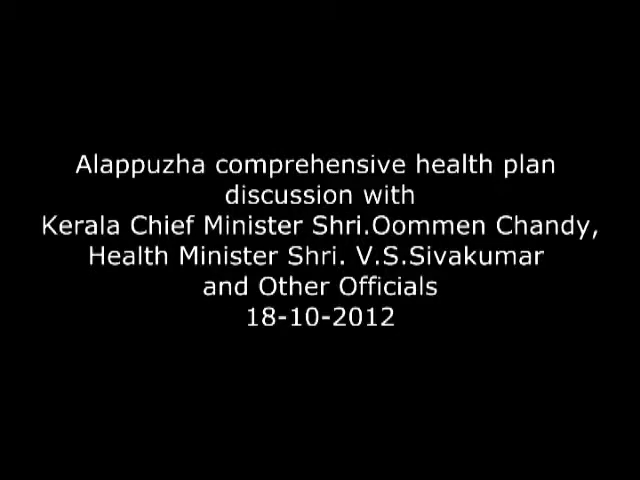 Alappuzha comprehensive health plan
discussion with
Kerala Chief Minister Shri.Oommen Chandy,
Health Minister Shri. V.S.Sivakumar
and Other Officials
18-10-2012